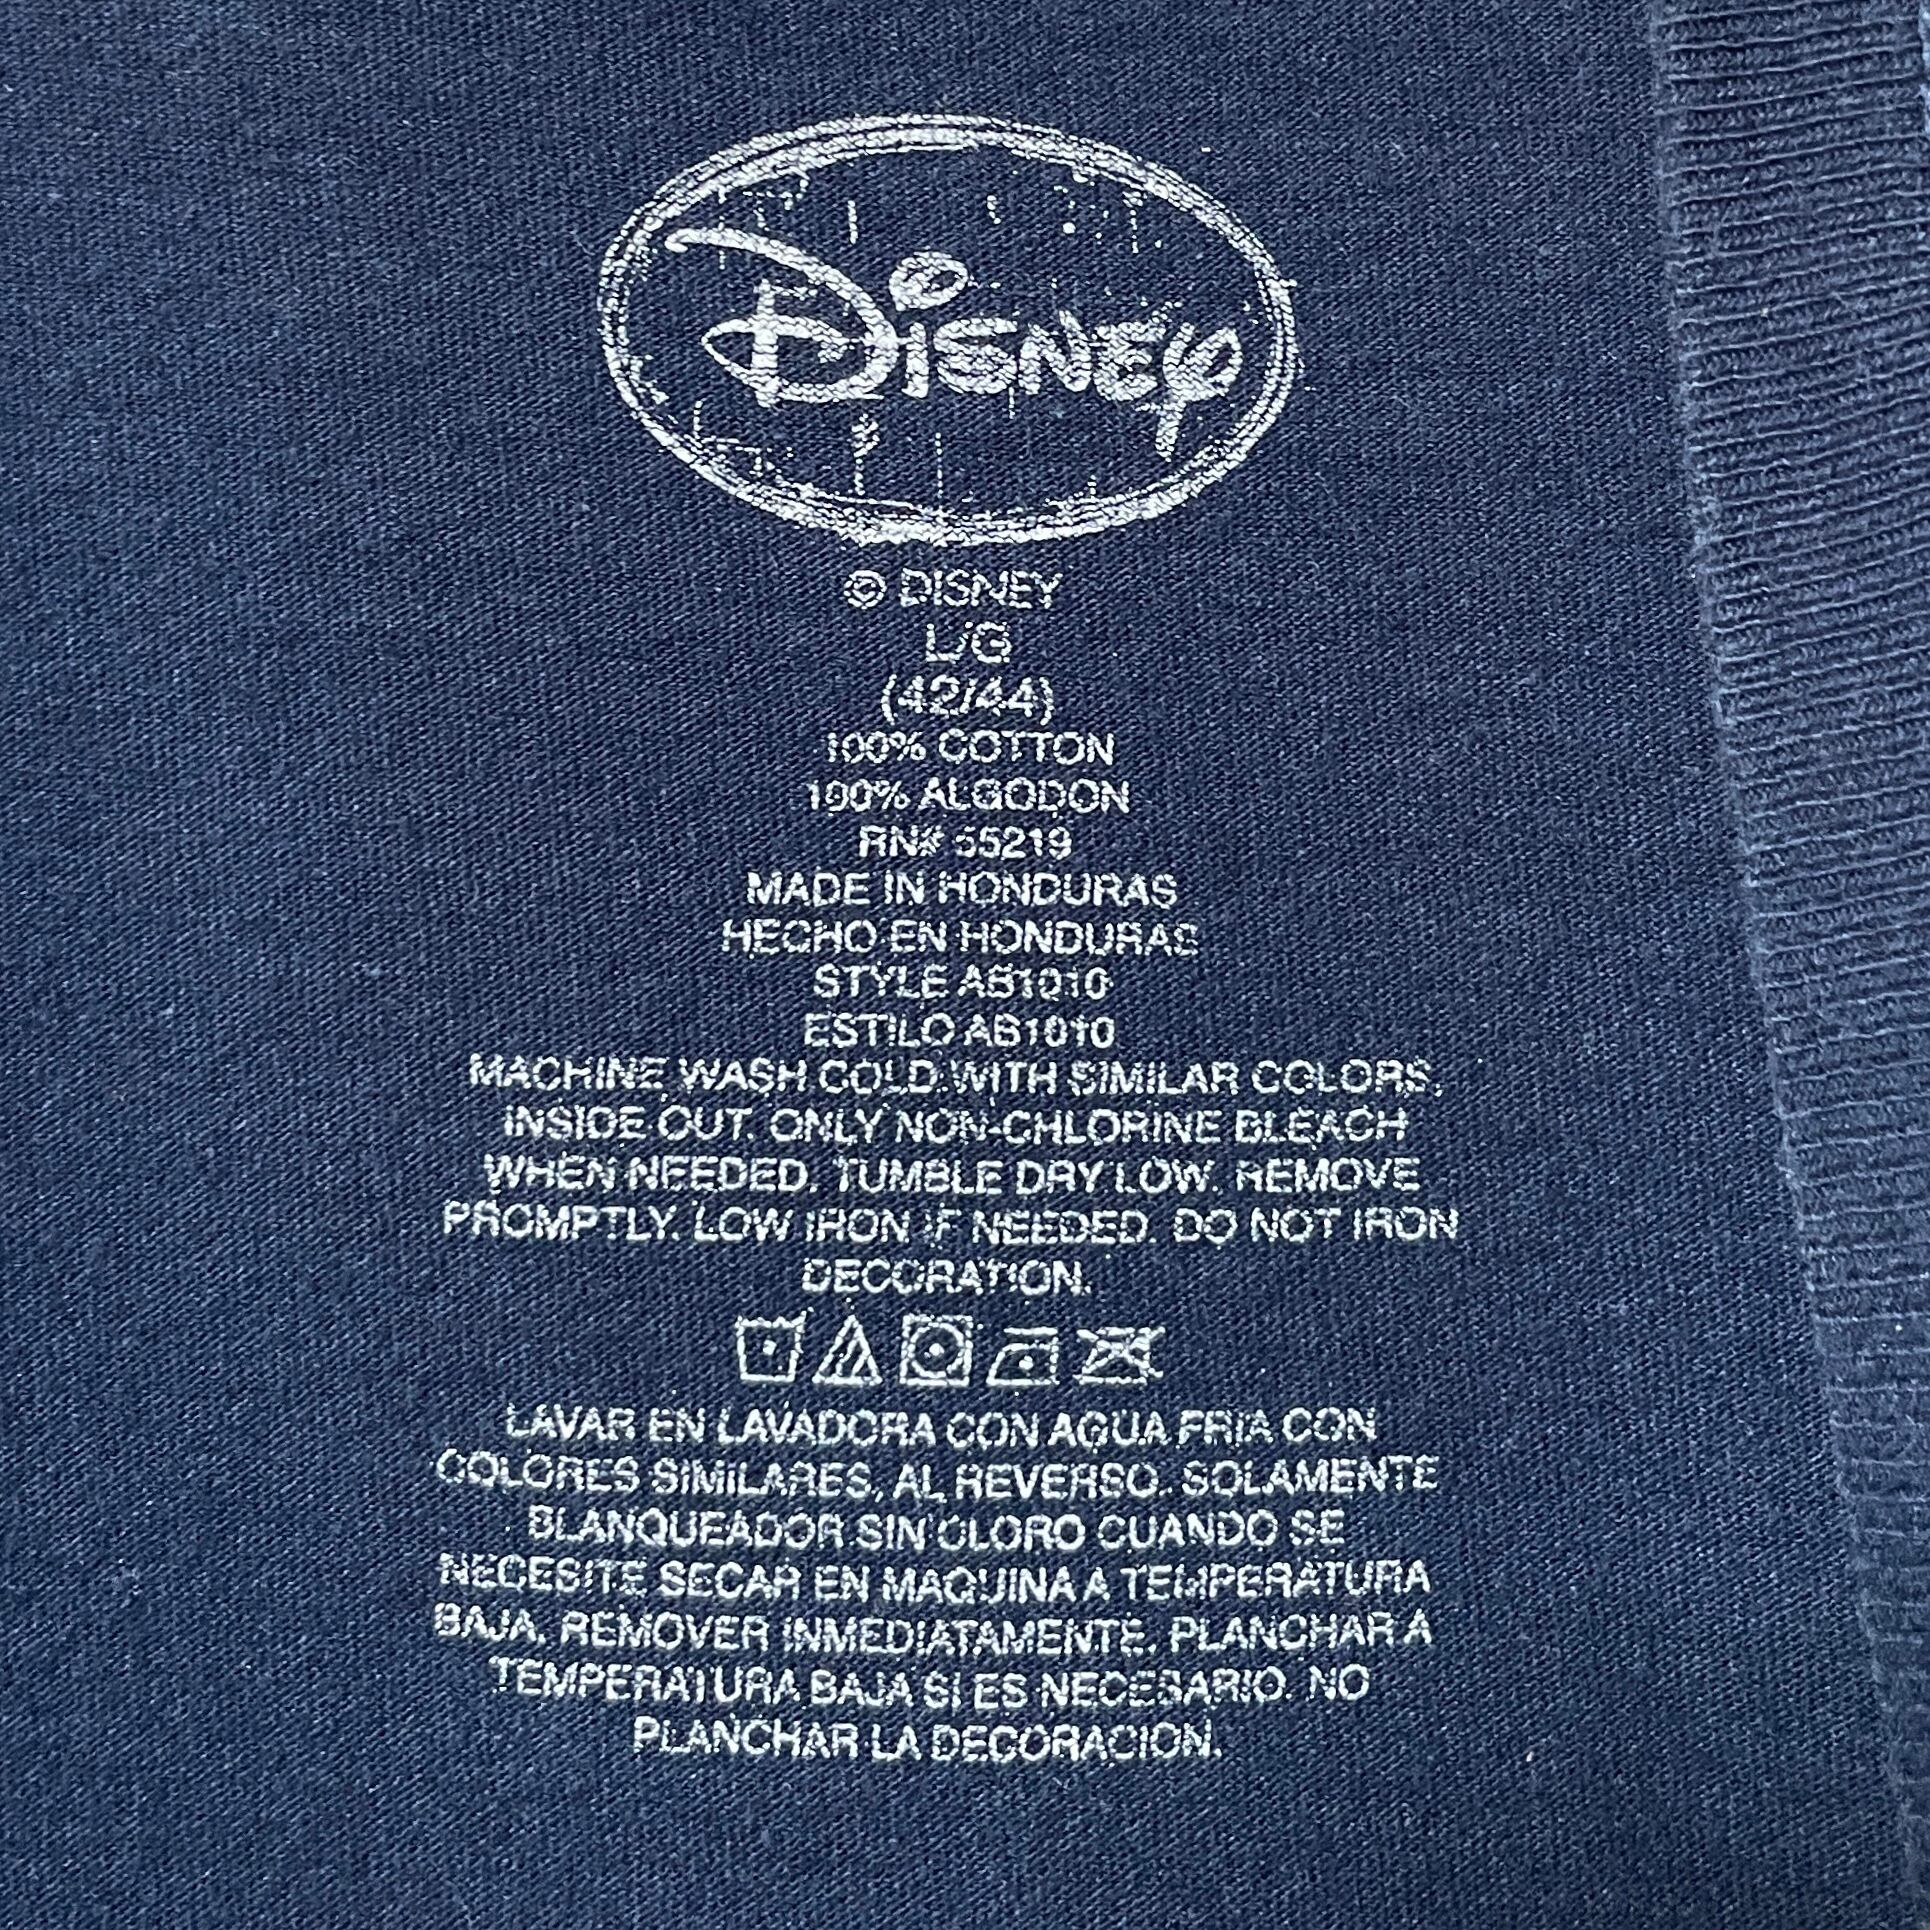 Disney
© DISNEY
L/G
(42/44)
100% COTTON
100% ALGODON
RN# 55219
MADE IN HONDURAS
HECHO EN HONDURAS
STYLE AB1010
ESTILO AB1010
MACHINE WASH COLD WITH SIMILAR COLORS,
INSIDE OUT. ONLY NON-CHLORINE BLEACH
WHEN NEEDED. TUMBLE DRY LOW. REMOVE
PROMPTLY. LOW IRON IF NEEDED. DO NOT IRON
DECORATION.
LAVAR EN LAVADORA CON AGUA FRIA CON
COLORES SIMILARES, AL REVERSO. SOLAMENTE
BLANQUEADOR SIN CLORO CUANDO SE
NECESITE SECAR EN MAQUINA A TEMPERATURA
BAJA. REMOVER INMEDIATAMENTE. PLANCHAR A
TEMPERATURA BAJA SI ES NECESARIO. NO
PLANCHAR LA DECORACION.